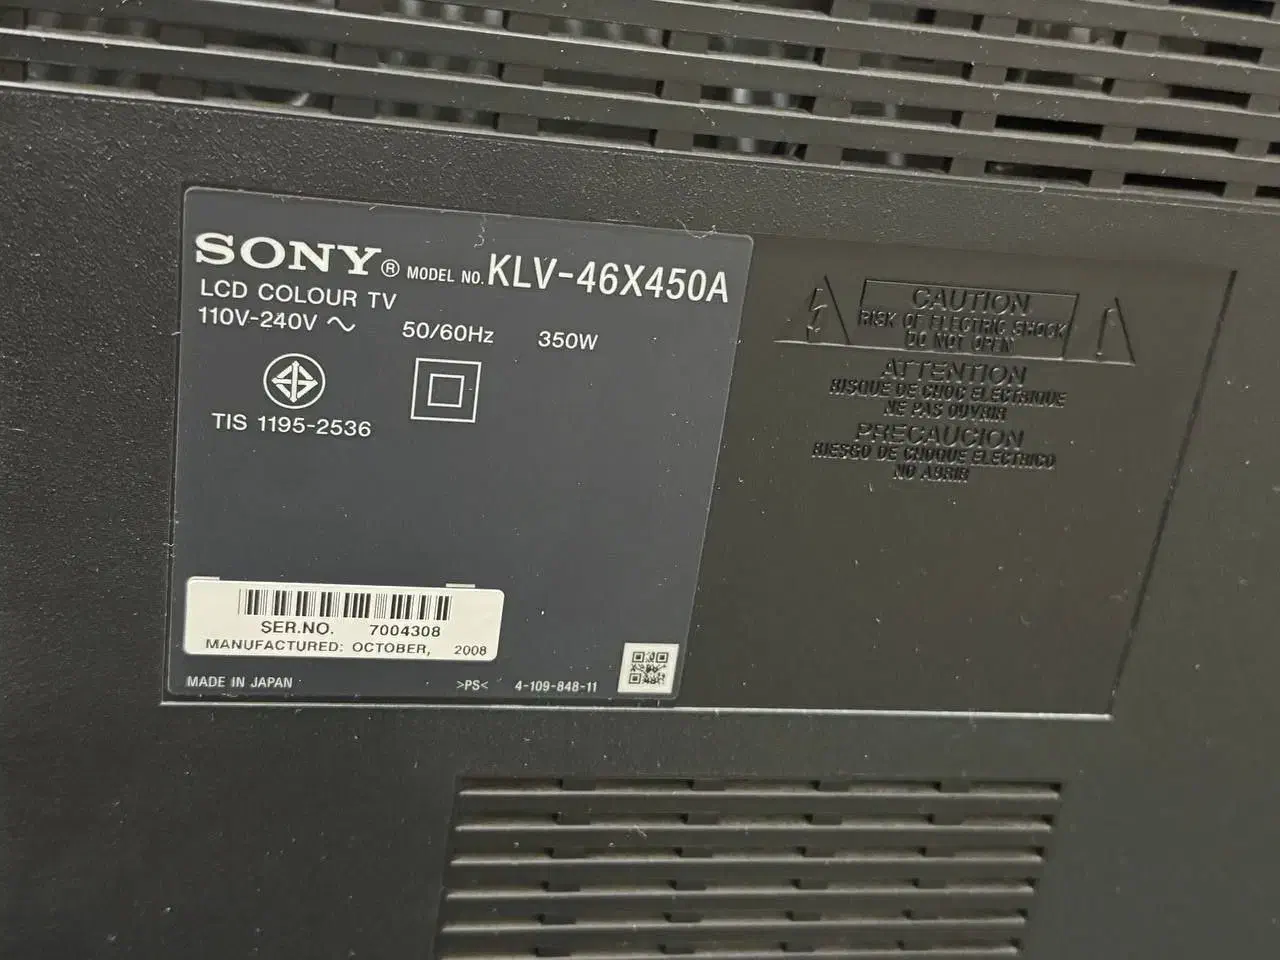 SONY® MODEL NO. KLV-46X450A
LCD COLOUR TV
110V-240V ~ 50/60Hz 350W
TIS 1195-2536
SER.NO. 7004308
MANUFACTURED: OCTOBER, 2008
MADE IN JAPAN >PS< 4-109-848-11
CAUTION
RISK OF ELECTRIC SHOCK
DO NOT OPEN
ATTENTION
RISQUE DE CHOC ELECTRIQUE
NE PAS OUVRIR
PRECAUCION
RIESGO DE CHOQUE ELECTRICO
NO ABRIR